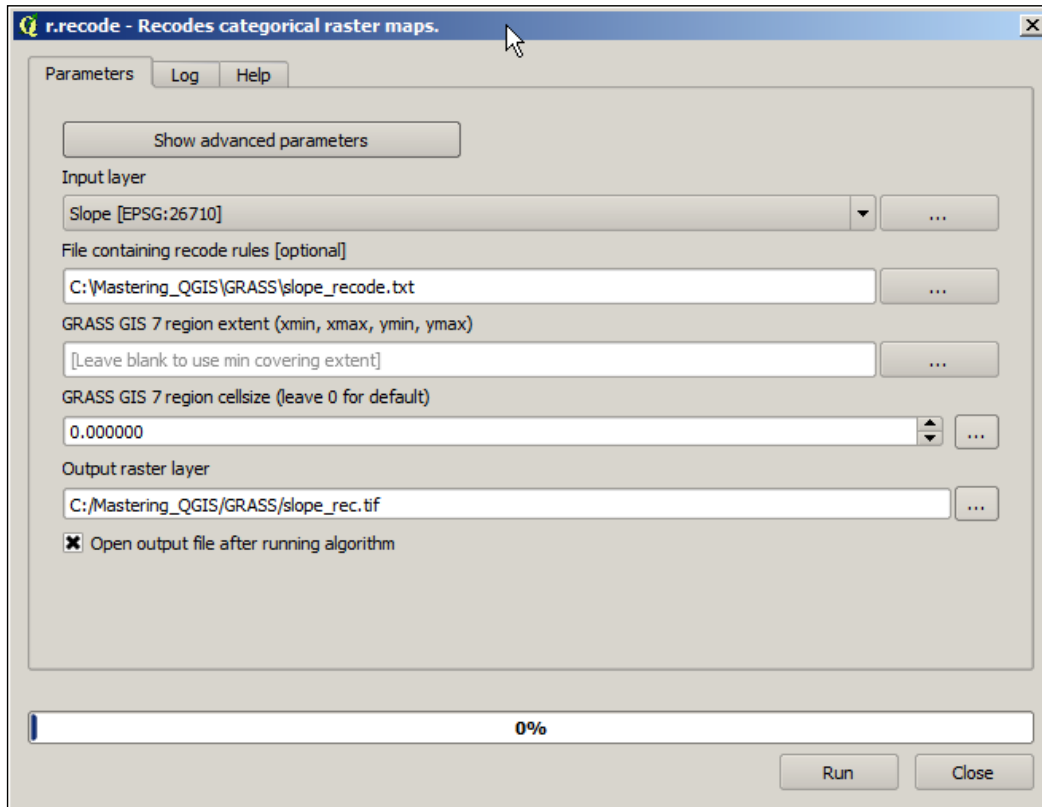 r.recode - Recodes categorical raster maps.
Parameters Log Help
Show advanced parameters
Input layer
Slope [EPSG:26710] ...
File containing recode rules [optional]
C:\Mastering_QGIS\GRASS\slope_recode.txt ...
GRASS GIS 7 region extent (xmin, xmax, ymin, ymax)
[Leave blank to use min covering extent] ...
GRASS GIS 7 region cellsize (leave 0 for default)
0.000000 ...
Output raster layer
C:/Mastering_QGIS/GRASS/slope_rec.tif ...
Open output file after running algorithm
0%
Run Close